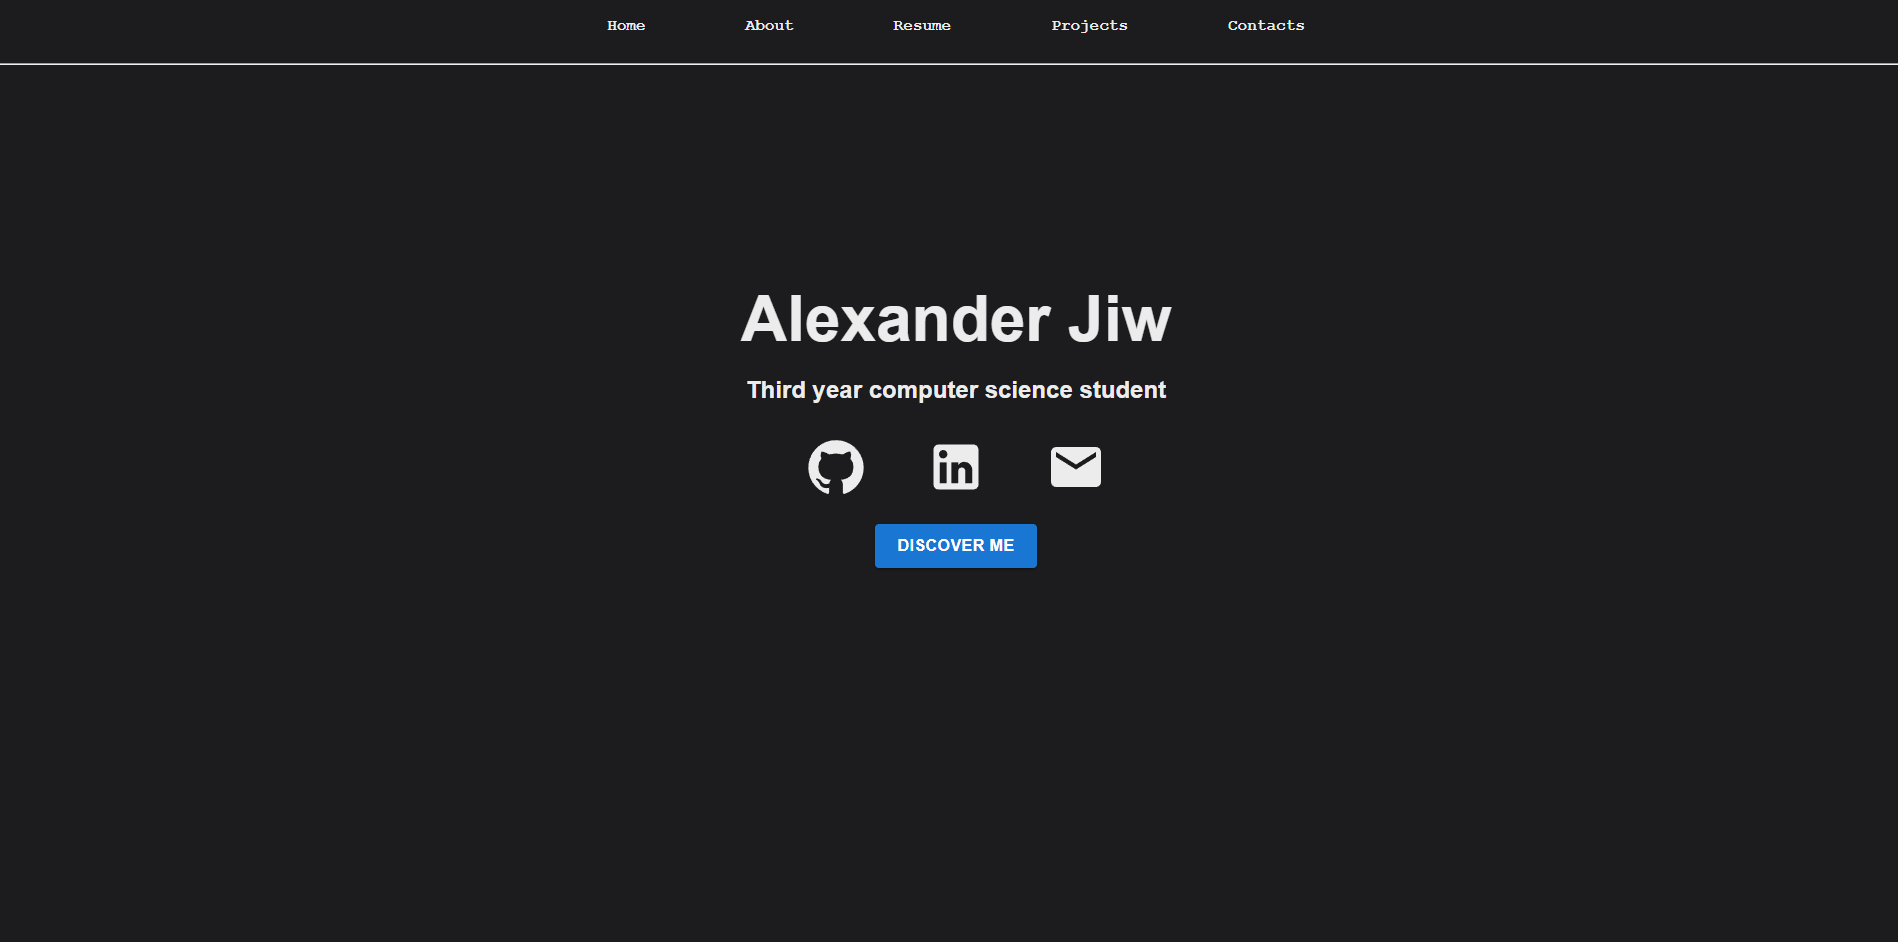 Home About Resume Projects Contacts
Alexander Jiw
Third year computer science student
in
DISCOVER ME